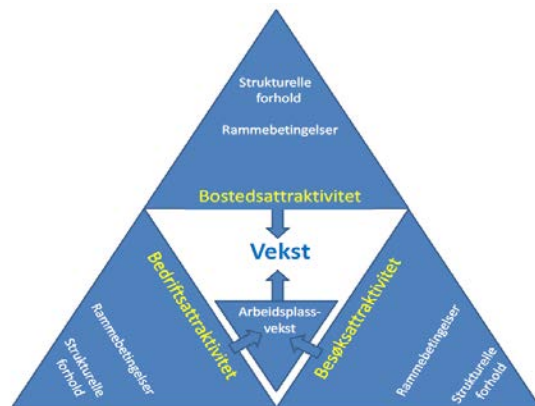 Strukturelle
forhold
Rammebetingelser
Bostedsattraktivitet
Vekst
Bedriftsattraktivitet
Arbeidsplass-
vekst
Besøksattraktivitet
Rammebetingelser
Strukturelle
forhold
Rammebetingelser
Strukturelle
forhold